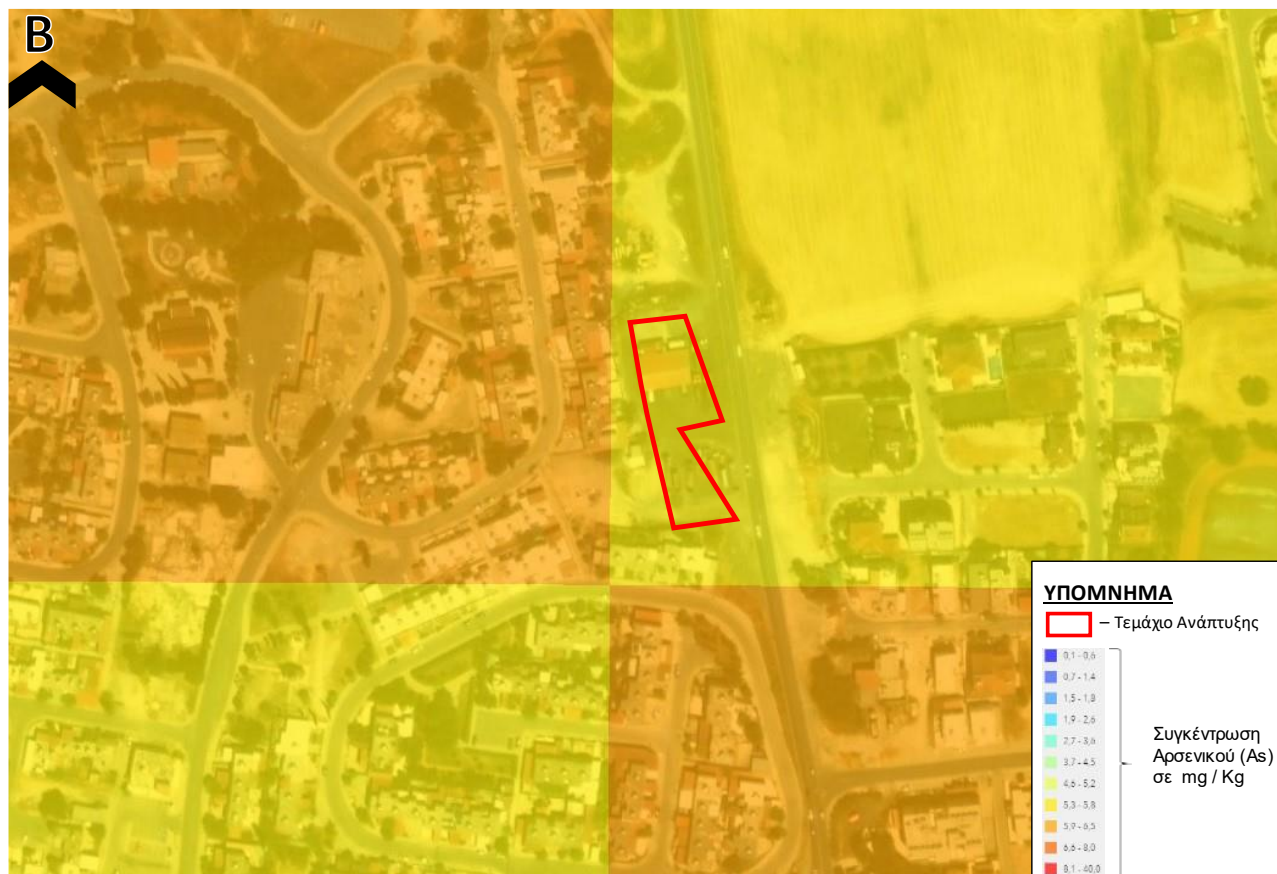 B
ΥΠΟΜΝΗΜΑ
– Τεμάχιο Ανάπτυξης
0,1 - 0,6
0,7 - 1,4
1,5 - 1,8
1,9 - 2,6
2,7 - 3,6
3,7 - 4,5
4,6 - 5,2
5,3 - 5,8
5,9 - 6,5
6,6 - 8,0
8,1 - 40,0
Συγκέντρωση
Αρσενικού (As)
σε mg / Kg